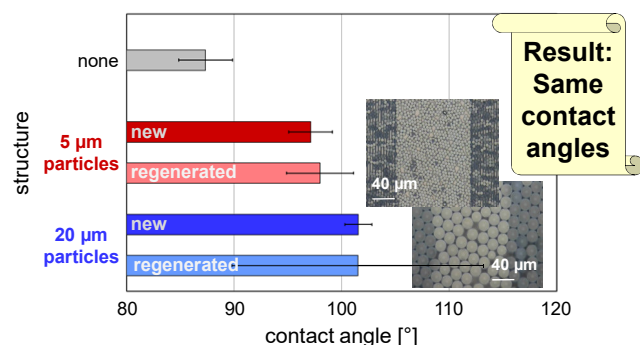 Result:
Same
contact
angles
structure
none
5 µm
particles
new
regenerated
20 µm
particles
new
regenerated
40 µm
40 µm
80
90
100
110
120
contact angle [°]